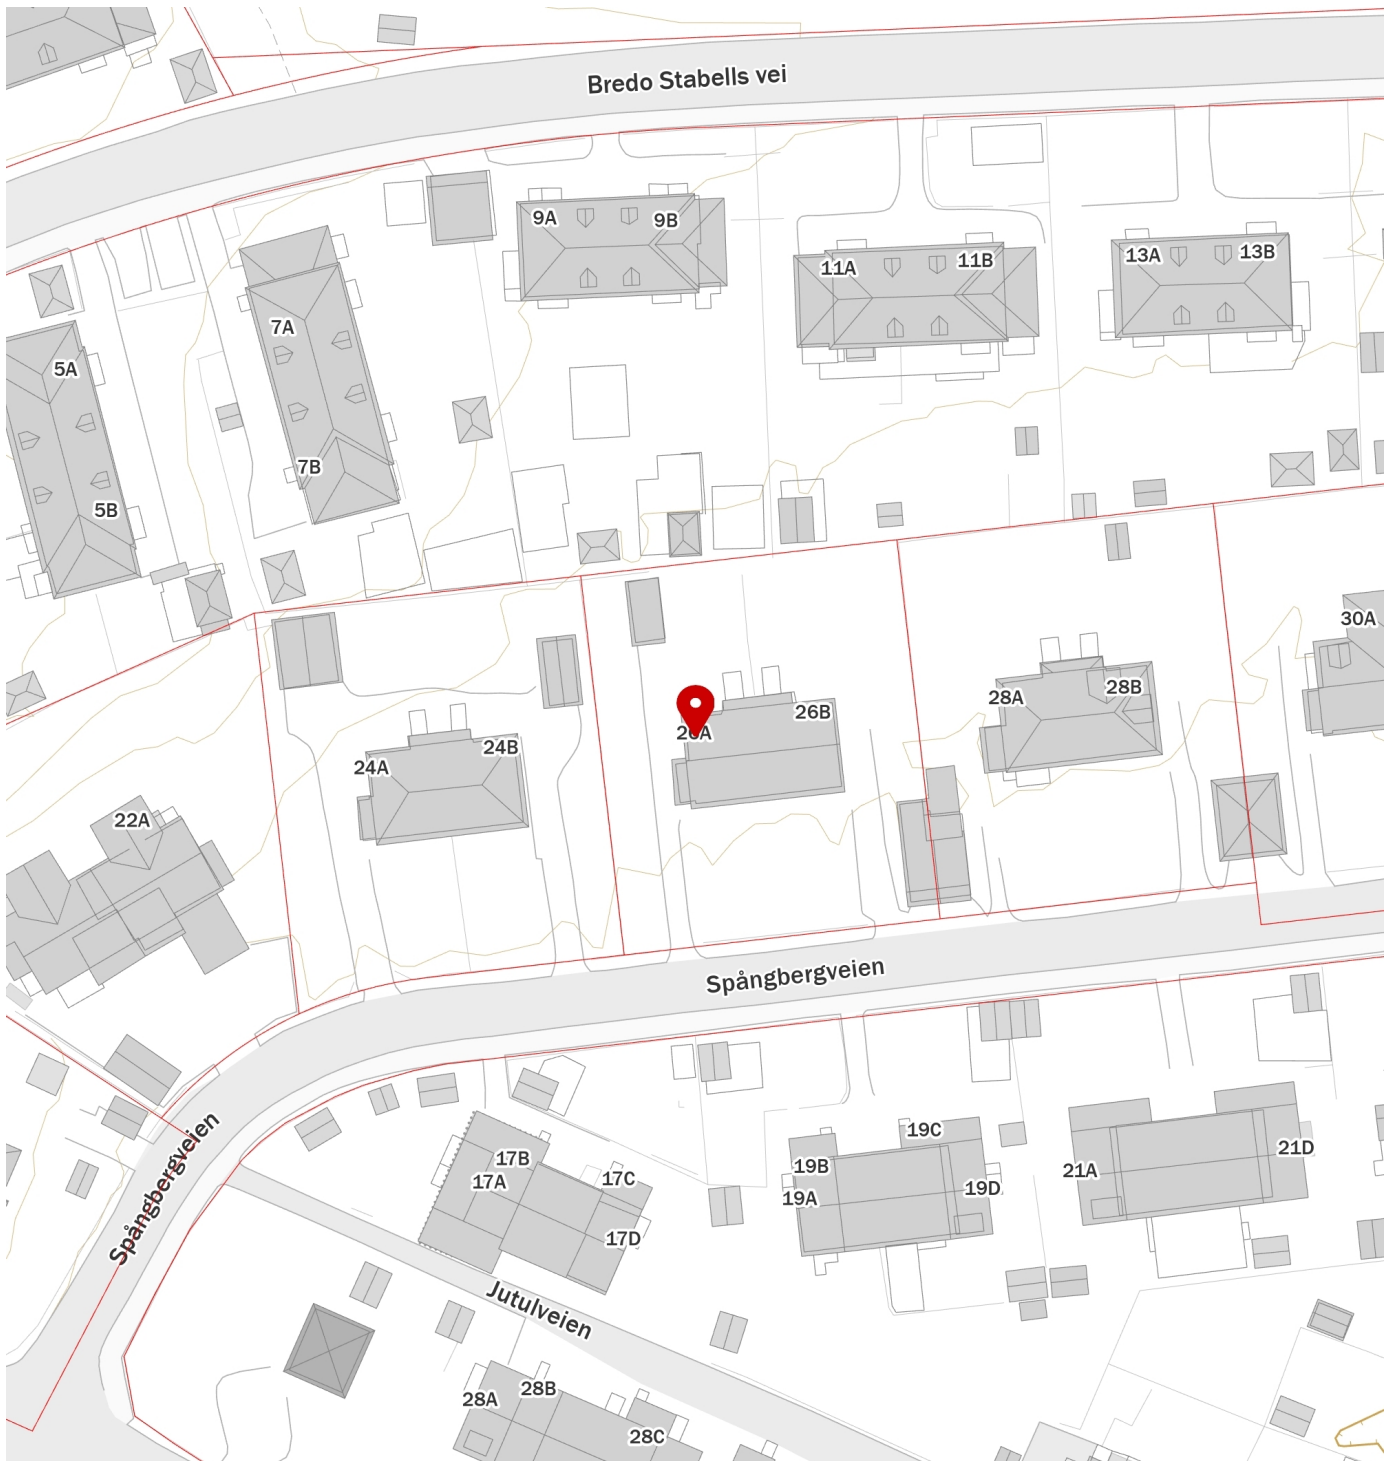 Bredo Stabells vei
9A
9B
11A
11B
13A
13B
7A
5A
7B
5B
30A
28A
28B
26A
26B
24A
24B
22A
Spångbergveien
Spångbergveien
19C
17B
17A
17C
19B
19A
19D
21A
21D
17D
Jutulveien
28A
28B
28C